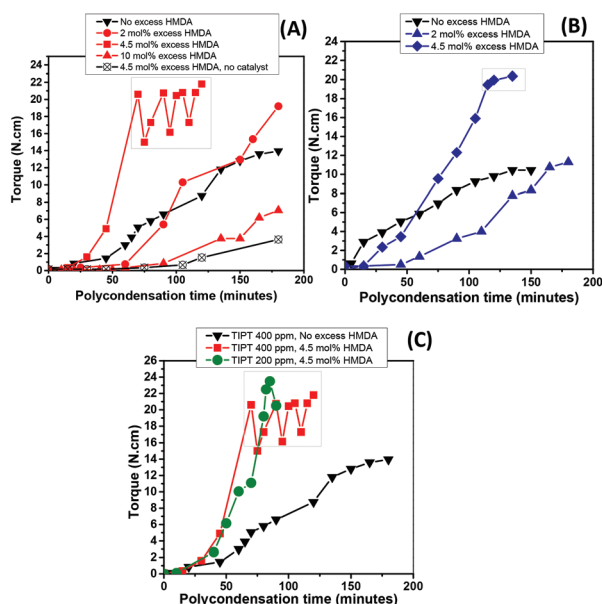 No excess HMDA
2 mol% excess HMDA
4.5 mol% excess HMDA
10 mol% excess HMDA
4.5 mol% excess HMDA, no catalyst
(A)
22
20
18
16
14
12
10
8
6
4
2
0
Torque (N.cm)
0 50 100 150 200
Polycondensation time (minutes)
No excess HMDA
2 mol% excess HMDA
4.5 mol% excess HMDA
(B)
26
24
22
20
18
16
14
12
10
8
6
4
2
0
Torque (N.cm)
0 50 100 150 200
Polycondensation time (minutes)
TIPT 400 ppm, No excess HMDA
TIPT 400 ppm, 4.5 mol% HMDA
TIPT 200 ppm, 4.5 mol% HMDA
(C)
26
24
22
20
18
16
14
12
10
8
6
4
2
0
Torque (N.cm)
0 50 100 150 200
Polycondensation time (minutes)